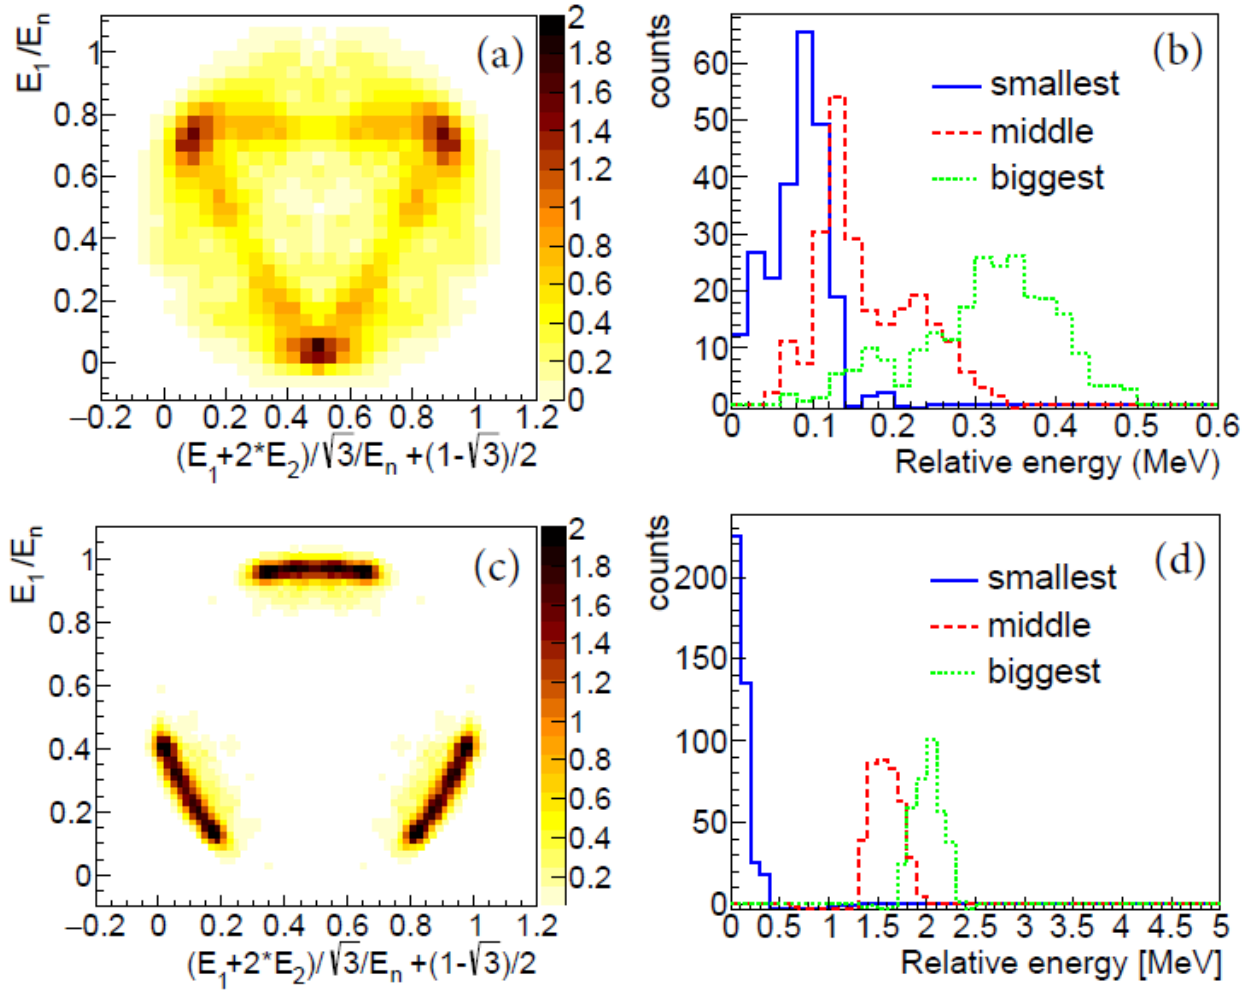 (a)
E₁/Eₙ
1
0.8
0.6
0.4
0.2
0
−0.2 0 0.2 0.4 0.6 0.8 1 1.2
(E₁+2*E₂)/√3/Eₙ +(1-√3)/2
2
1.8
1.6
1.4
1.2
1
0.8
0.6
0.4
0.2
0
(b)
counts
60
50
40
30
20
10
0
smallest
middle
biggest
0 0.1 0.2 0.3 0.4 0.5 0.6
Relative energy (MeV)
(c)
E₁/Eₙ
1
0.8
0.6
0.4
0.2
0
−0.2 0 0.2 0.4 0.6 0.8 1 1.2
(E₁+2*E₂)/√3/Eₙ +(1-√3)/2
2
1.8
1.6
1.4
1.2
1
0.8
0.6
0.4
0.2
(d)
counts
200
150
100
50
0
smallest
middle
biggest
0 0.5 1 1.5 2 2.5 3 3.5 4 4.5 5
Relative energy [MeV]